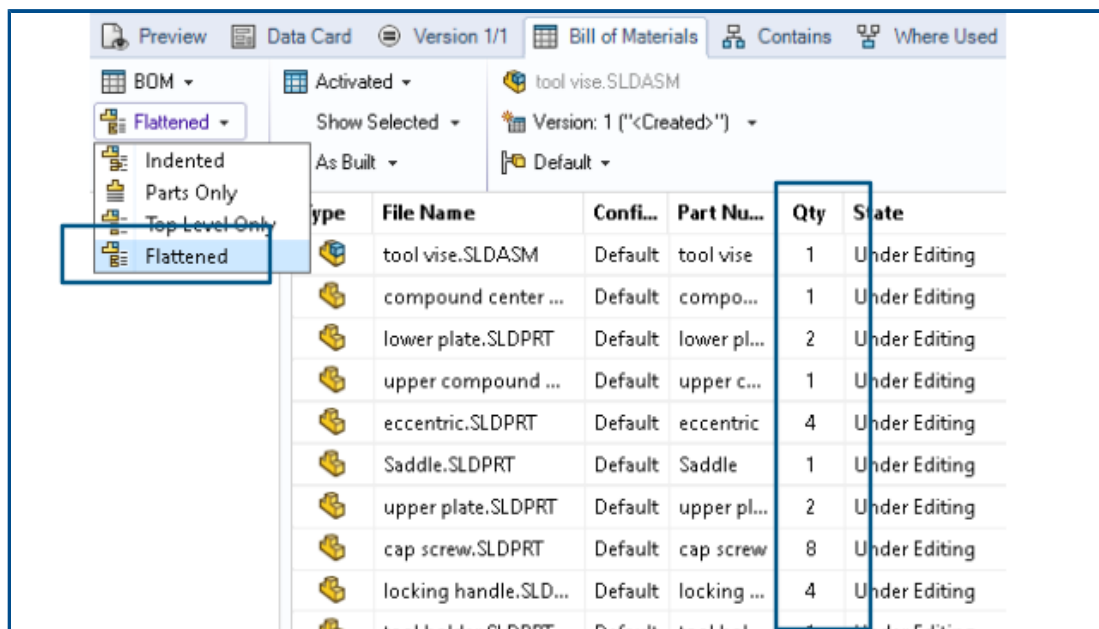 Preview Data Card Version 1/1 Bill of Materials Contains Where Used
BOM Activated tool vise.SLDASM
Flattened Show Selected Version: 1 ("<Created>")
Indented As Built Default
Parts Only
Top Level Only
Flattened
ype File Name Confi... Part Nu... Qty State
tool vise.SLDASM Default tool vise 1 Under Editing
compound center ... Default compo... 1 Under Editing
lower plate.SLDPRT Default lower pl... 2 Under Editing
upper compound ... Default upper c... 1 Under Editing
eccentric.SLDPRT Default eccentric 4 Under Editing
Saddle.SLDPRT Default Saddle 1 Under Editing
upper plate.SLDPRT Default upper pl... 2 Under Editing
cap screw.SLDPRT Default cap screw 8 Under Editing
locking handle.SLD... Default locking ... 4 Under Editing